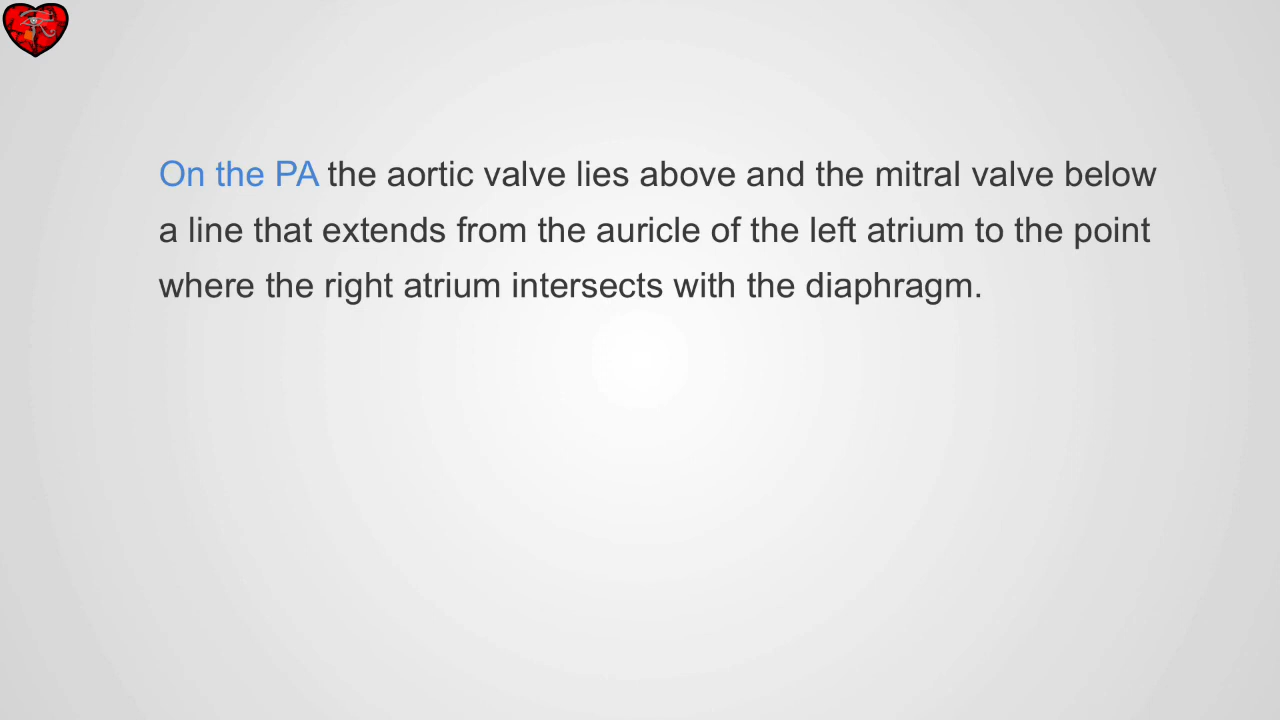 On the PA the aortic valve lies above and the mitral valve below
a line that extends from the auricle of the left atrium to the point
where the right atrium intersects with the diaphragm.